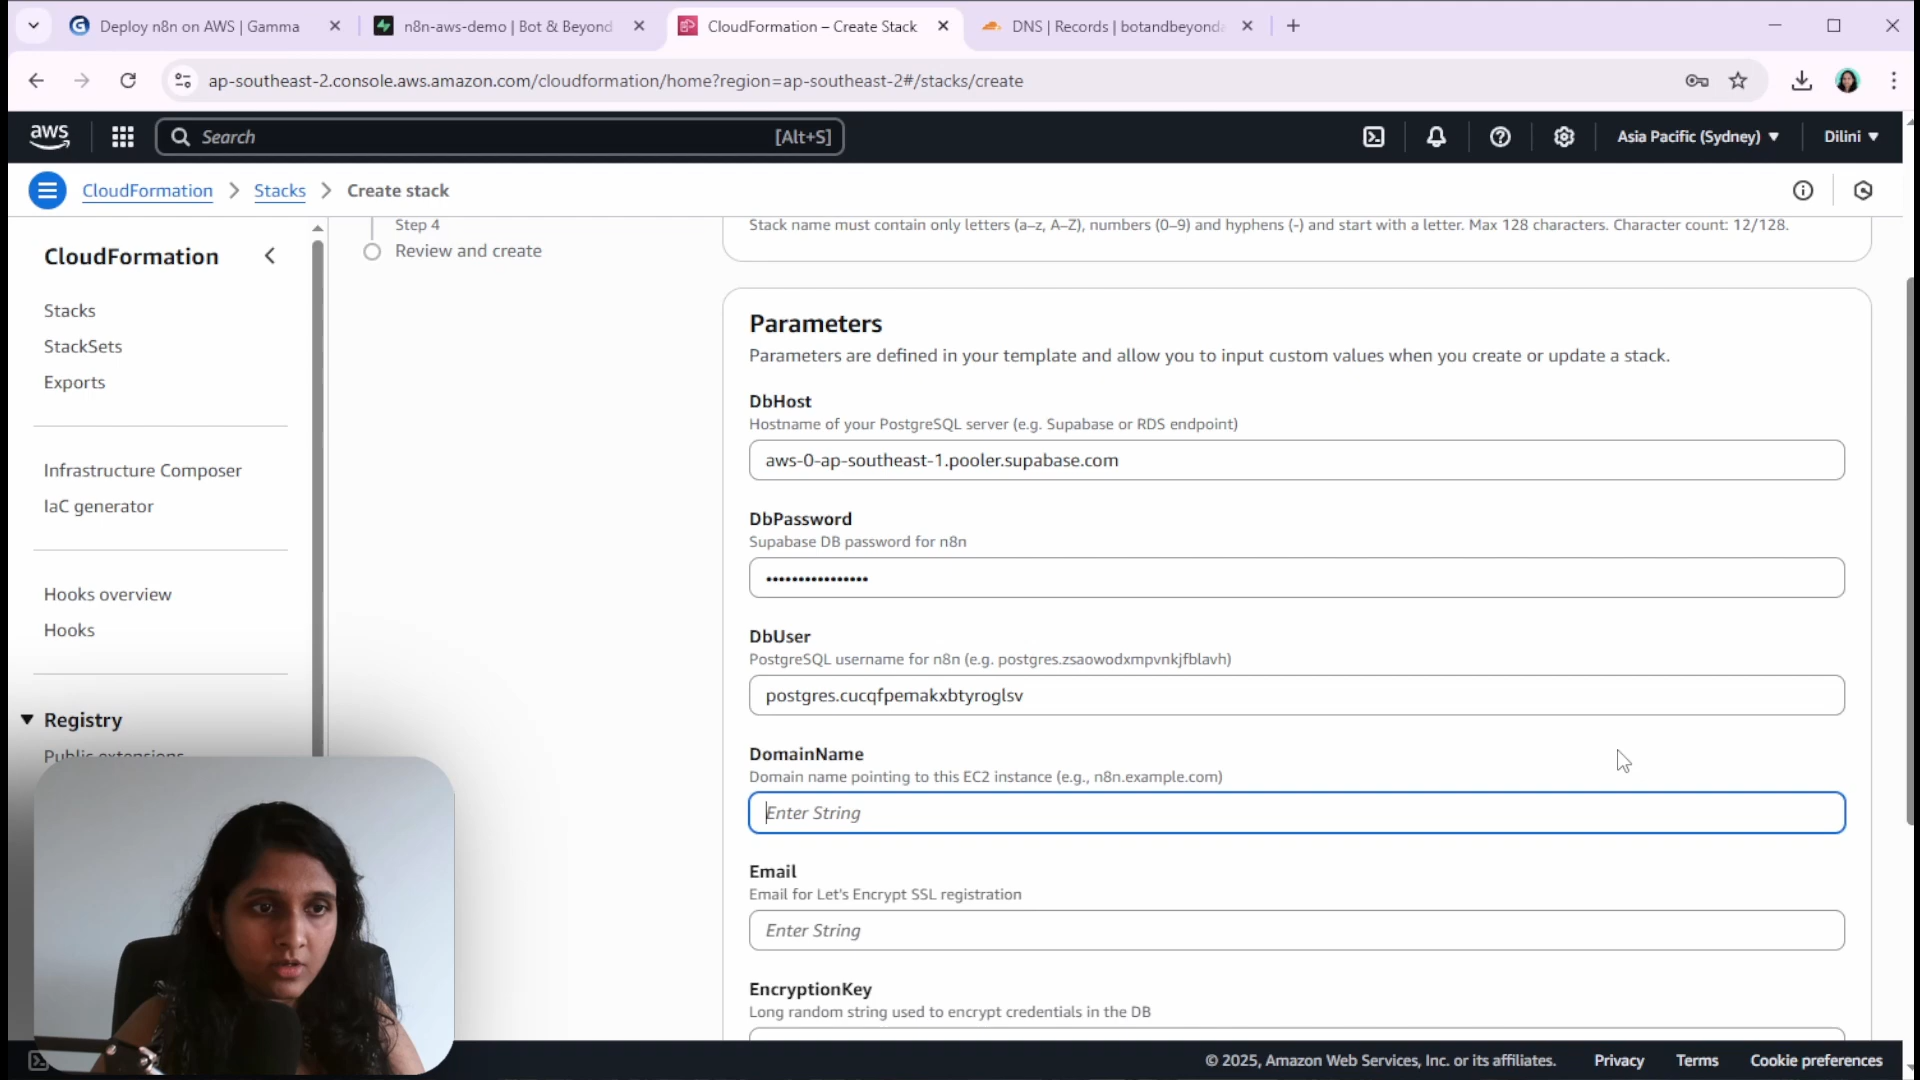 Deploy n8n on AWS | Gamma
n8n-aws-demo | Bot & Beyond
CloudFormation – Create Stack
DNS | Records | botandbeyond
ap-southeast-2.console.aws.amazon.com/cloudformation/home?region=ap-southeast-2#/stacks/create
aws
Search
[Alt+S]
Asia Pacific (Sydney)
Dilini
CloudFormation
Stacks
Create stack
CloudFormation
Stacks
StackSets
Exports
Infrastructure Composer
IaC generator
Hooks overview
Hooks
Registry
Public extensions
Step 4
Review and create
Stack name must contain only letters (a–z, A–Z), numbers (0–9) and hyphens (-) and start with a letter. Max 128 characters. Character count: 12/128.
Parameters
Parameters are defined in your template and allow you to input custom values when you create or update a stack.
DbHost
Hostname of your PostgreSQL server (e.g. Supabase or RDS endpoint)
aws-0-ap-southeast-1.pooler.supabase.com
DbPassword
Supabase DB password for n8n
••••••••••••••••
DbUser
PostgreSQL username for n8n (e.g. postgres.zsaowodxmpvnkjfblavh)
postgres.cucqfpemakxbtyroglsv
DomainName
Domain name pointing to this EC2 instance (e.g., n8n.example.com)
Enter String
Email
Email for Let's Encrypt SSL registration
Enter String
EncryptionKey
Long random string used to encrypt credentials in the DB
© 2025, Amazon Web Services, Inc. or its affiliates.
Privacy
Terms
Cookie preferences